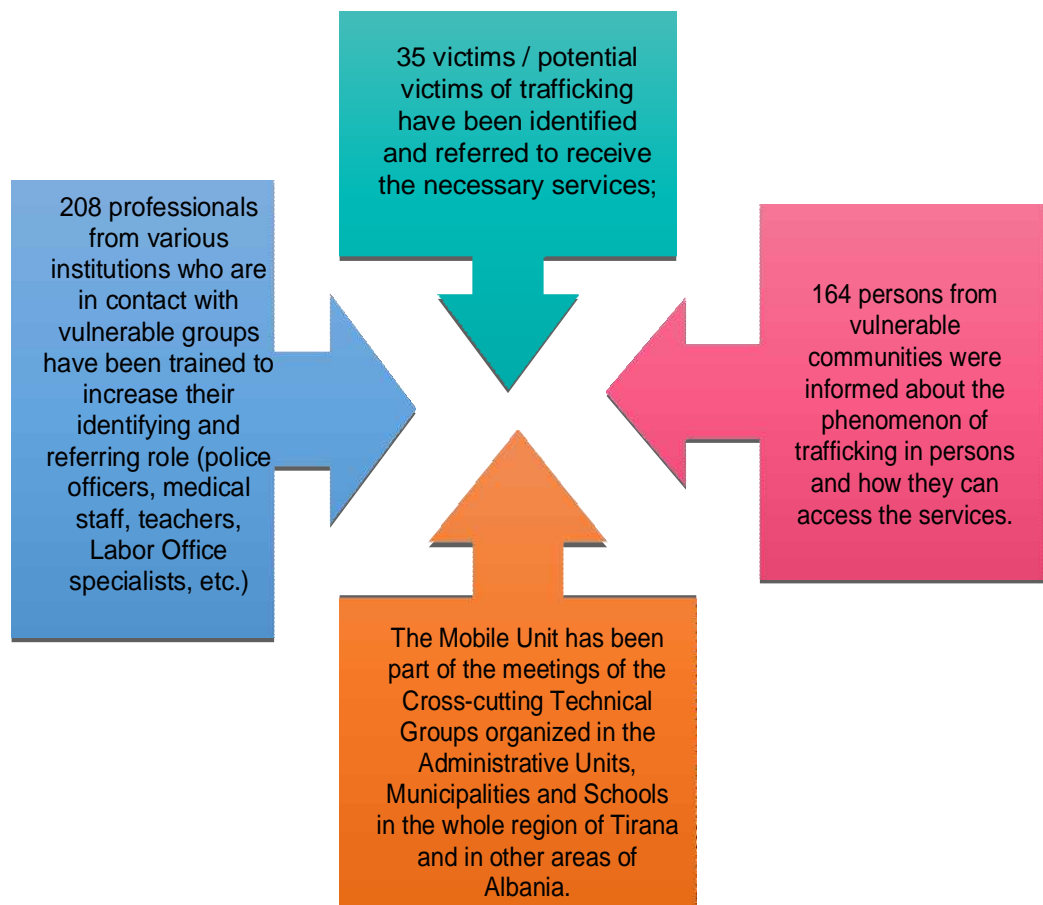 35 victims / potential
victims of trafficking
have been identified
and referred to receive
the necessary services;
208 professionals
from various
institutions who are
in contact with
vulnerable groups
have been trained to
increase their
identifying and
referring role (police
officers, medical
staff, teachers,
Labor Office
specialists, etc.)
164 persons from
vulnerable
communities were
informed about the
phenomenon of
trafficking in persons
and how they can
access the services.
The Mobile Unit has been
part of the meetings of the
Cross-cutting Technical
Groups organized in the
Administrative Units,
Municipalities and Schools
in the whole region of Tirana
and in other areas of
Albania.